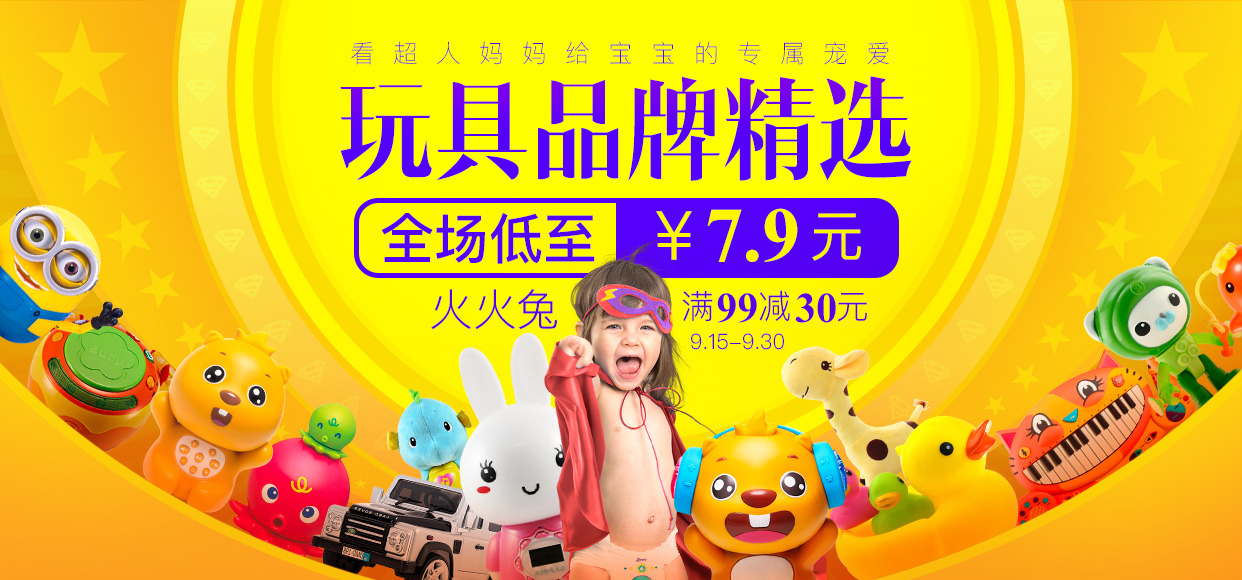 看超人妈妈给宝宝的专属宠爱
玩具品牌精选
全场低至 ￥7.9元
火火兔 满99减30元
9.15–9.30
Auby